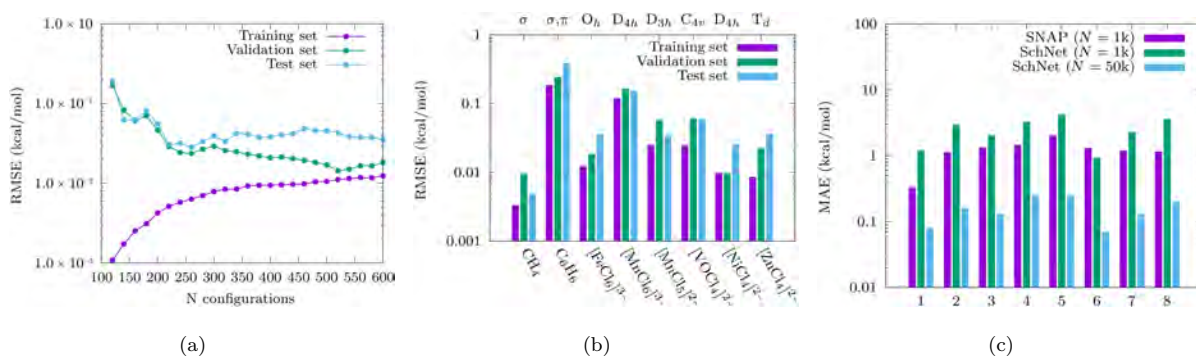 RMSE (kcal/mol)
1.0 × 10
1.0 × 10
1.0 × 10
1.0 × 10
Training set
Validation set
Test set
100 150 200 250 300 350 400 450 500 550 600
N configurations
(a)
σ σ,π O_h D_4h D_3h C_4v D_4h T_d
RMSE (kcal/mol)
1
0.1
0.01
0.001
Training set
Validation set
Test set
CH₄
C₆H₆
[FeCl₆]³⁻
[MnCl₆]³⁻
[MnCl₅]²⁻
[VOCl₄]²⁻
[NiCl₄]²⁻
[ZnCl₄]²⁻
(b)
MAE (kcal/mol)
100
10
1
0.1
0.01
SNAP (N = 1k)
SchNet (N = 1k)
SchNet (N = 50k)
1 2 3 4 5 6 7 8
(c)